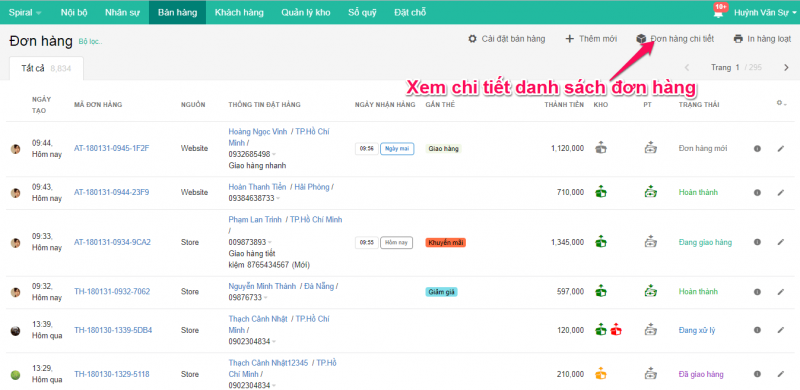 Spiral Nội bộ Nhân sự Bán hàng Khách hàng Quản lý kho Sổ quỹ Đặt chỗ 10+ Huỳnh Văn Sự
Đơn hàng Bộ lọc.. Cài đặt bán hàng Thêm mới Đơn hàng chi tiết In hàng loạt
Tất cả 8,834 Trang 1 / 295
Xem chi tiết danh sách đơn hàng
NGÀY TẠO MÃ ĐƠN HÀNG NGUỒN THÔNG TIN ĐẶT HÀNG NGÀY NHẬN HÀNG GẮN THẺ THÀNH TIỀN KHO PT TRẠNG THÁI
09:44, Hôm nay AT-180131-0945-1F2F Website Hoàng Ngọc Vinh / TP.Hồ Chí 09:56 Ngày mai Giao hàng 1,120,000 Đơn hàng mới
Minh /
0932685498
Giao hàng nhanh
09:43, Hôm nay AT-180131-0944-23F9 Website Hoàn Thanh Tiền / Hải Phòng / 710,000 Hoàn thành
09384638733
09:33, Hôm nay AT-180131-0934-9CA2 Store Phạm Lan Trinh / TP.Hồ Chí Minh 09:55 Hôm nay Khuyến mãi 1,345,000 Đang giao hàng
/
009873893
Giao hàng tiết
kiệm 8765434567 (Mới)
09:32, Hôm nay TH-180131-0932-7062 Store Nguyễn Minh Thành / Đà Nẵng / Giảm giá 597,000 Hoàn thành
09876733
13:39, Hôm qua TH-180130-1339-5DB4 Store Thạch Cảnh Nhật / TP.Hồ Chí 120,000 Đang xử lý
Minh /
0902304834
13:29, Hôm qua TH-180130-1329-5118 Store Thạch Cảnh Nhật12345 / TP.Hồ 210,000 Đã giao hàng
Chí Minh /
0902304834